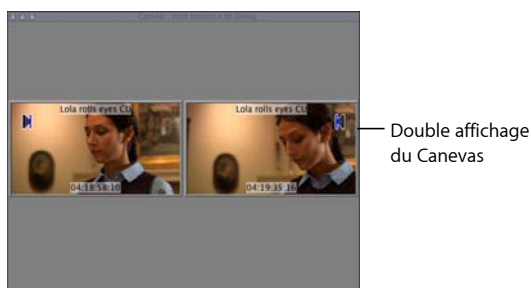 Lola rolls eyes CU
Lola rolls eyes CU
04:18:58:10
04:19:35:16
Double affichage
du Canevas